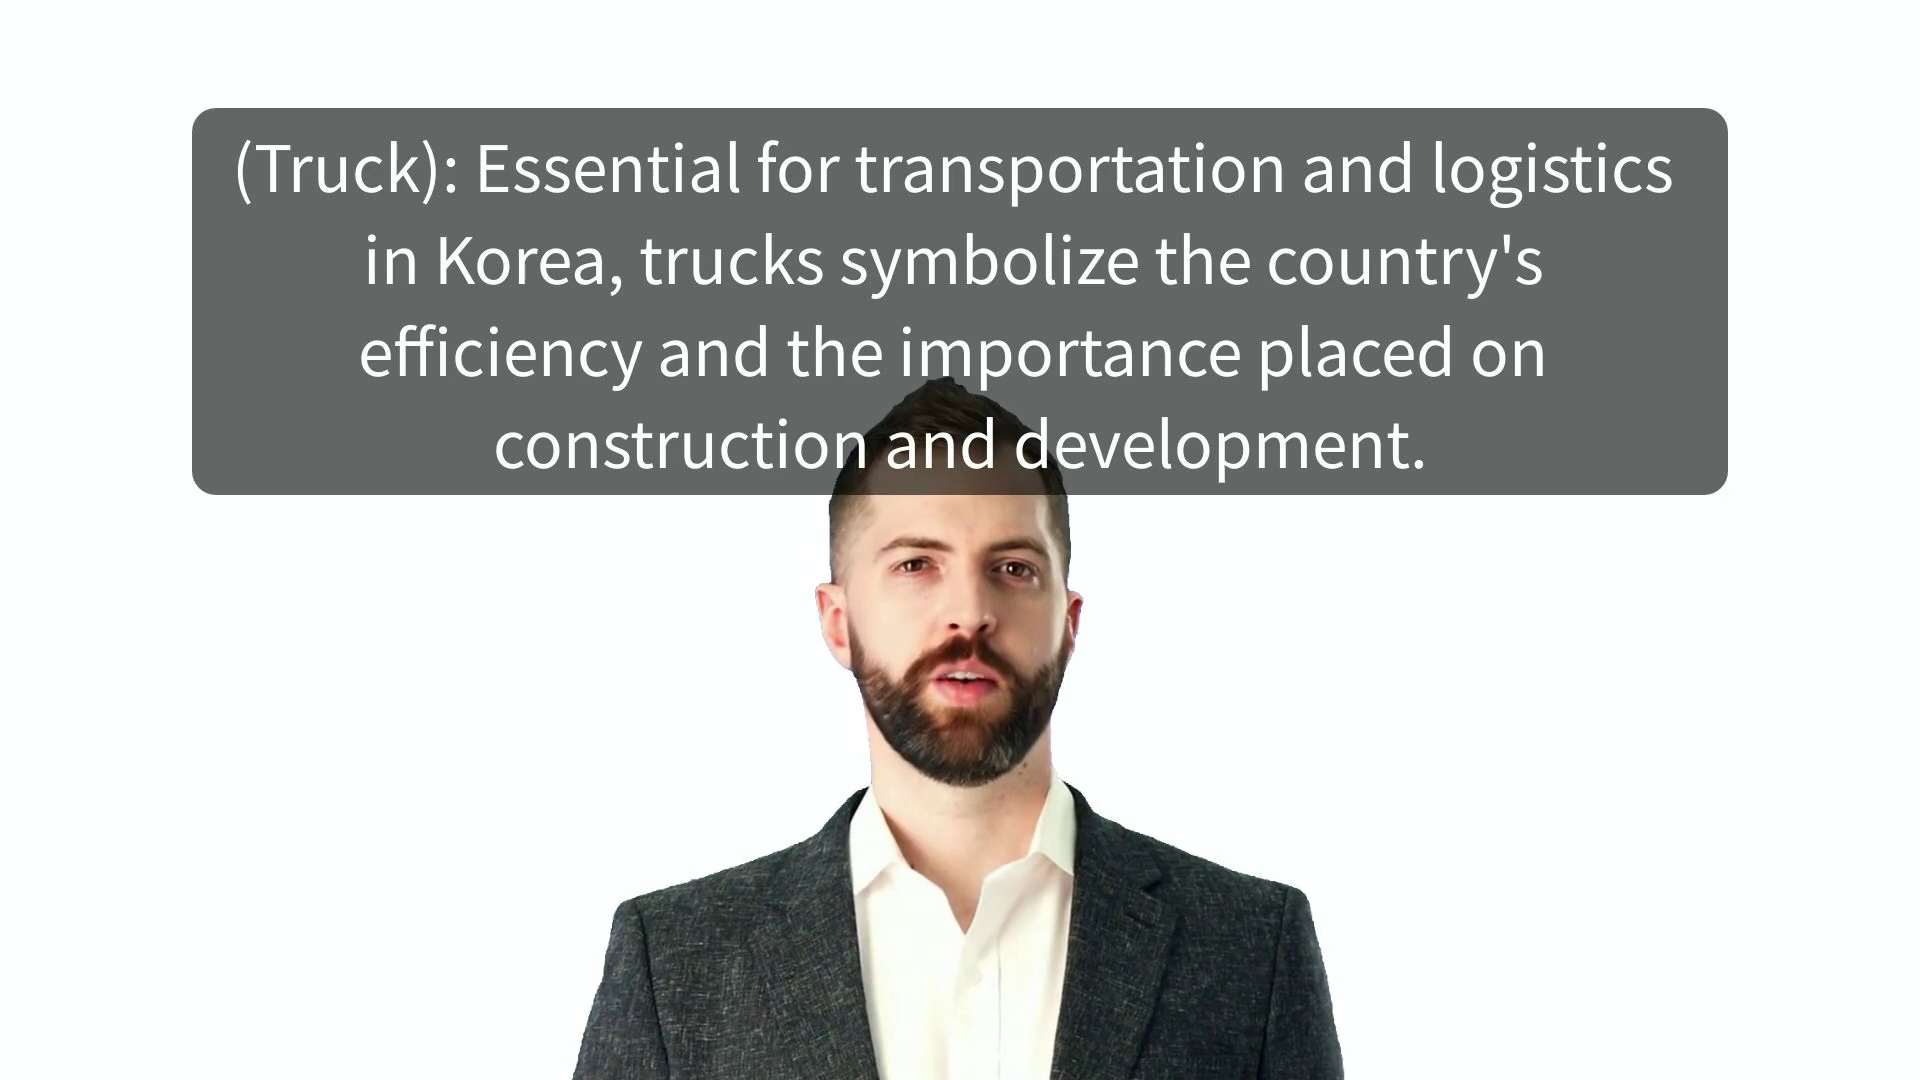 (Truck): Essential for transportation and logistics
in Korea, trucks symbolize the country's
efficiency and the importance placed on
construction and development.